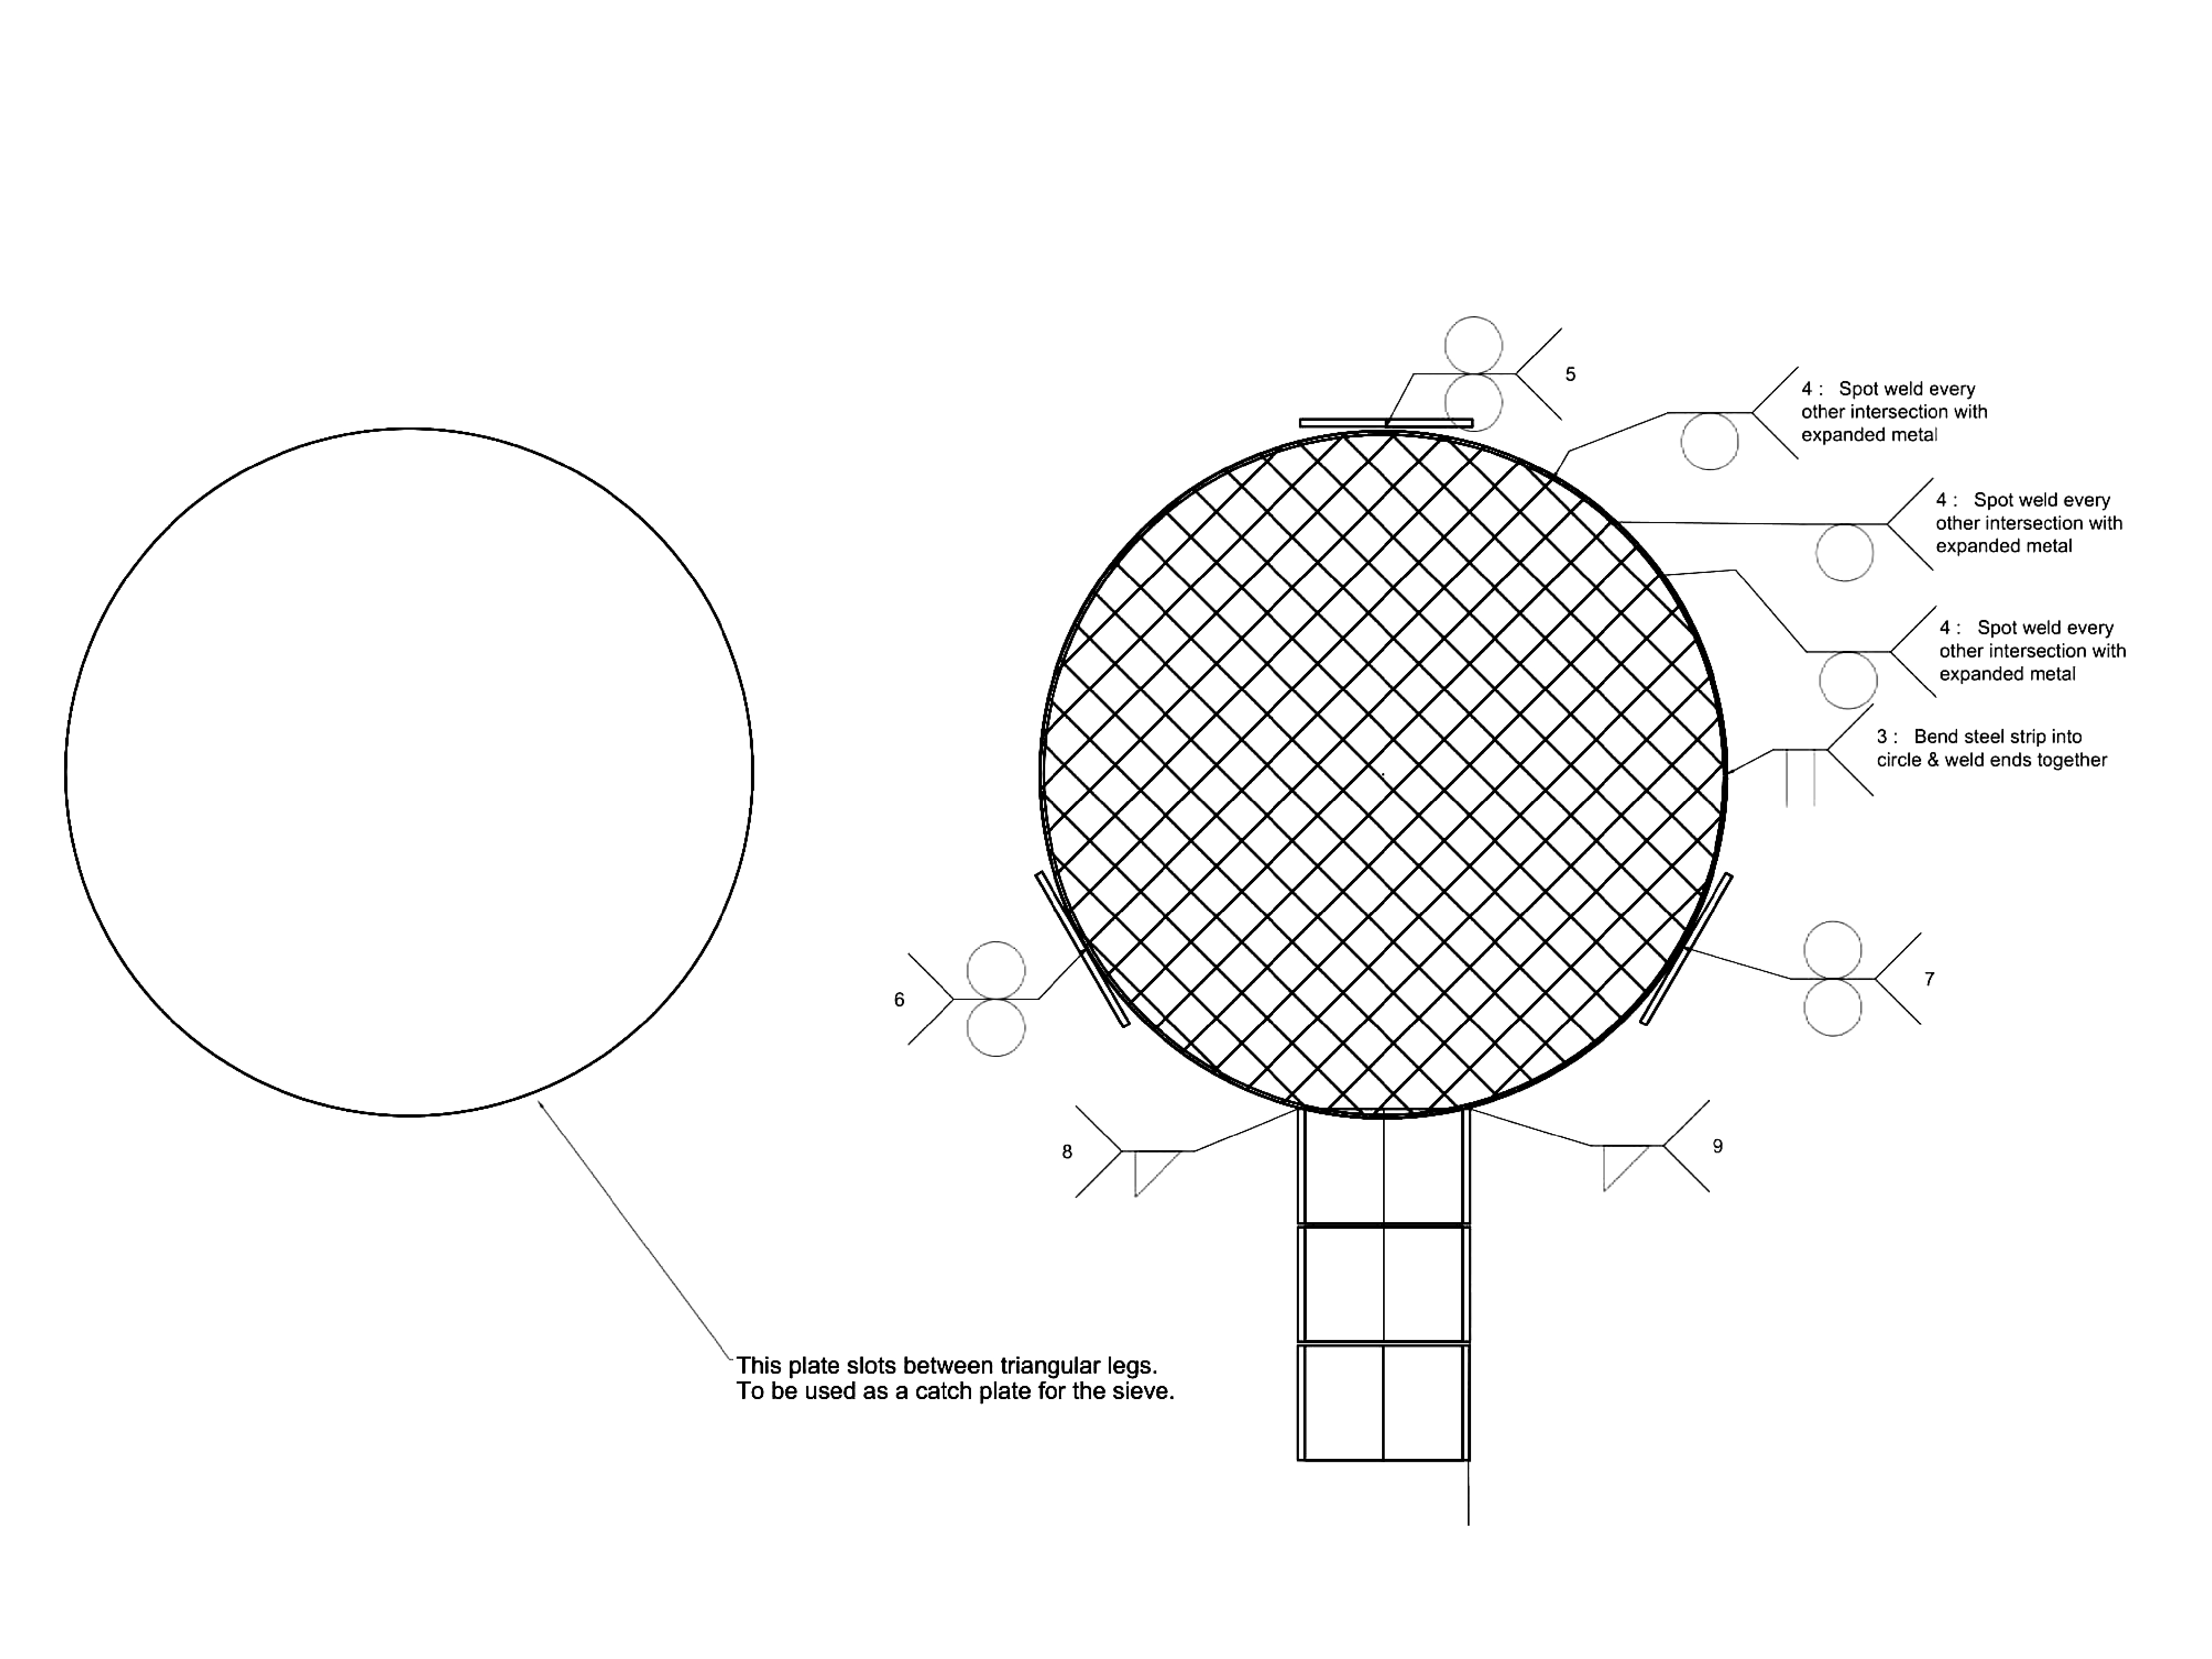 5
4 :   Spot weld every
other intersection with
expanded metal
4 :   Spot weld every
other intersection with
expanded metal
4 :   Spot weld every
other intersection with
expanded metal
3 :   Bend steel strip into
circle & weld ends together
6
7
8
9
This plate slots between triangular legs.
To be used as a catch plate for the sieve.